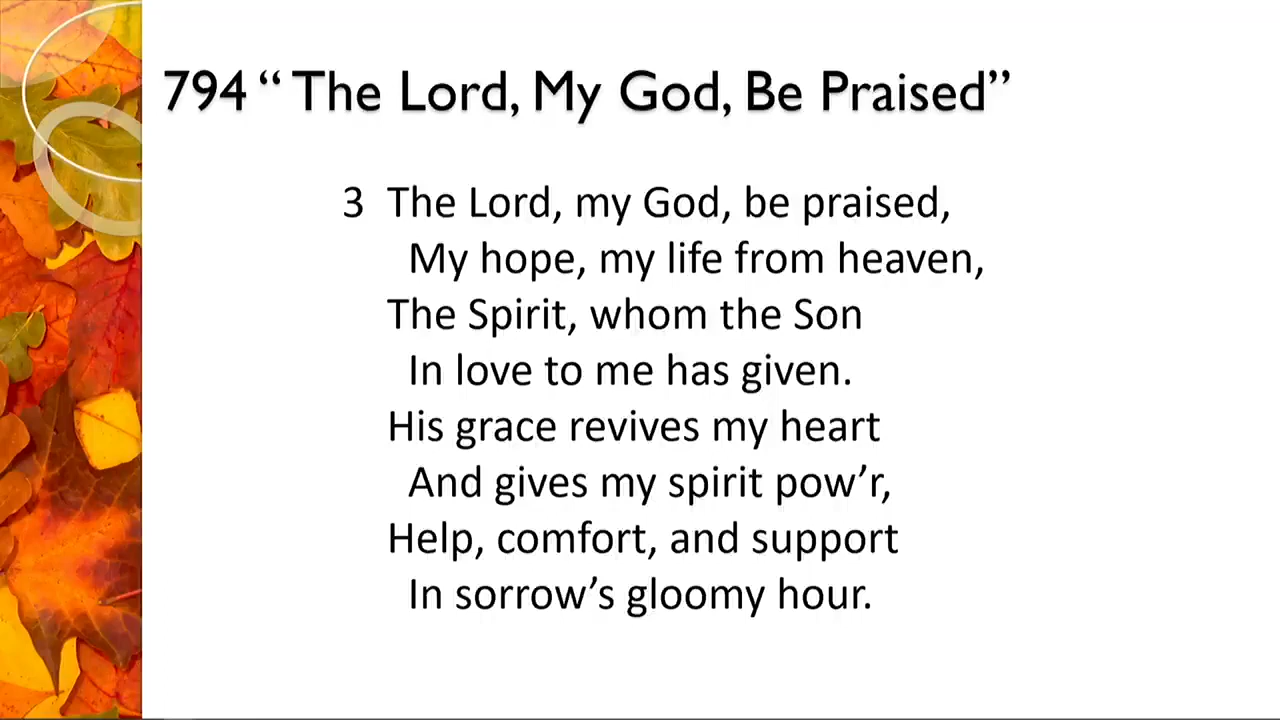 794 “ The Lord, My God, Be Praised”
3 The Lord, my God, be praised,
My hope, my life from heaven,
The Spirit, whom the Son
In love to me has given.
His grace revives my heart
And gives my spirit pow’r,
Help, comfort, and support
In sorrow’s gloomy hour.